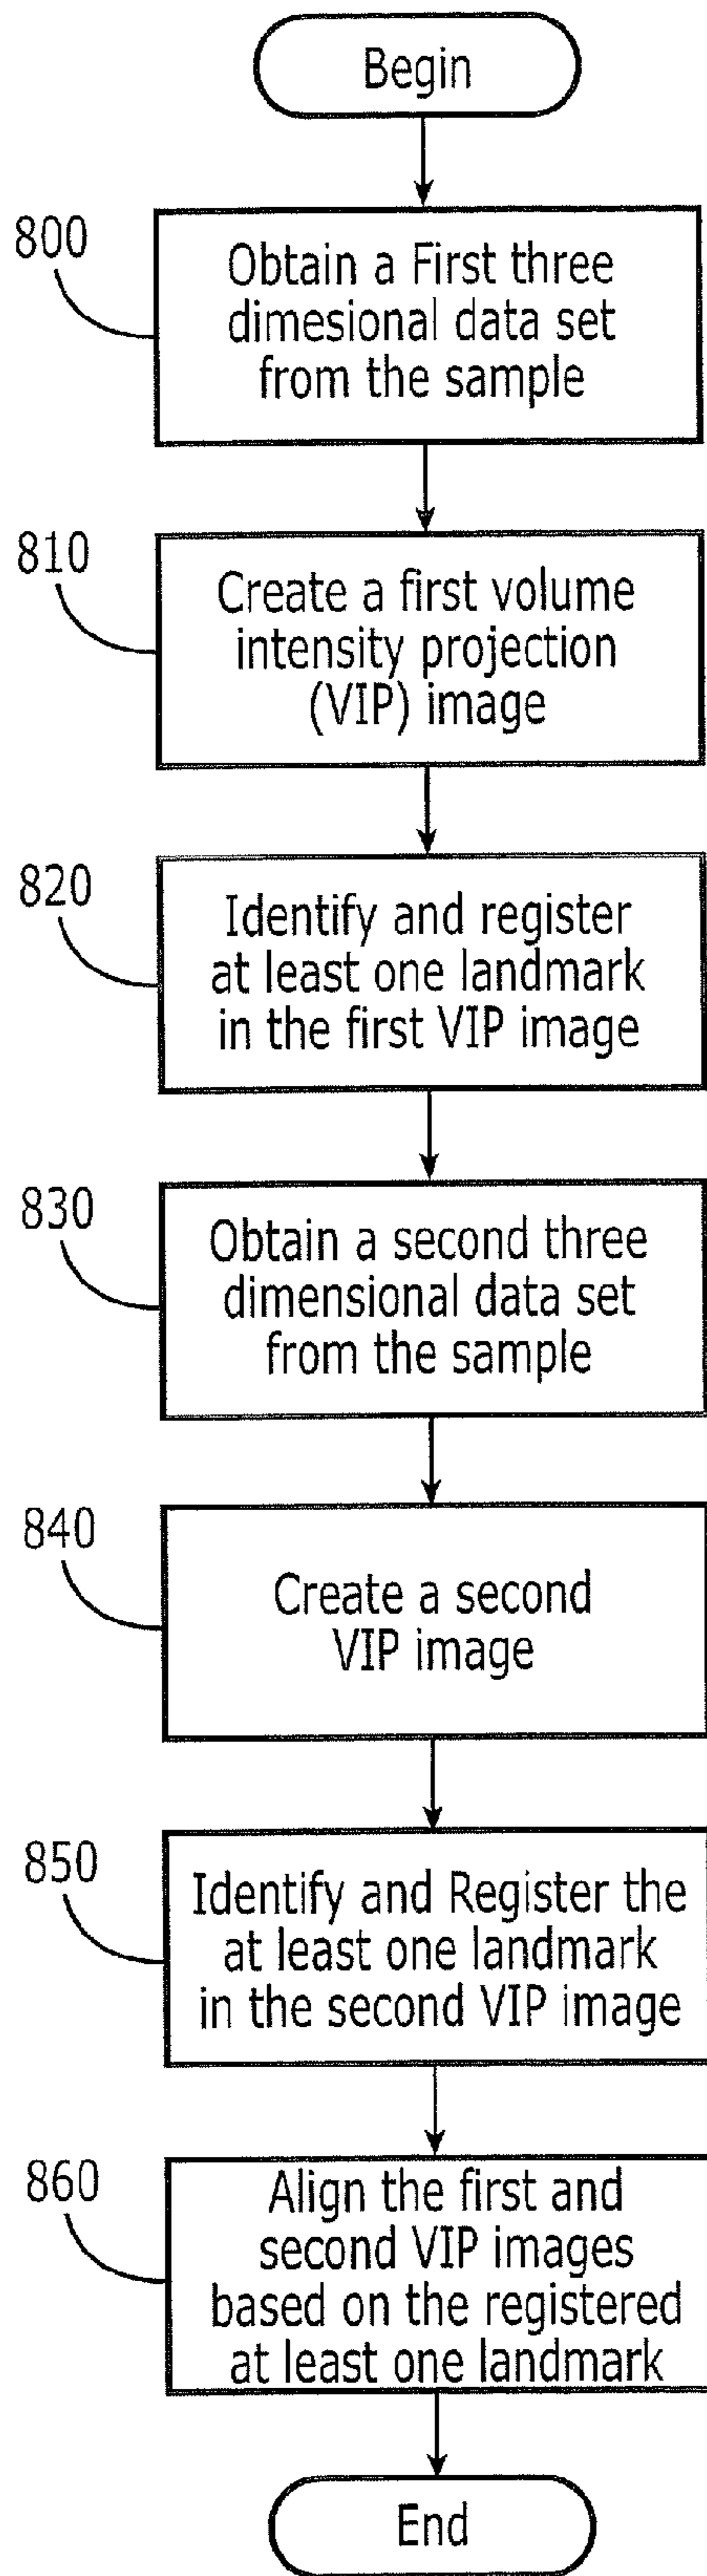 Begin
800
Obtain a First three
dimesional data set
from the sample
810
Create a first volume
intensity projection
(VIP) image
820
Identify and register
at least one landmark
in the first VIP image
830
Obtain a second three
dimensional data set
from the sample
840
Create a second
VIP image
850
Identify and Register the
at least one landmark
in the second VIP image
860
Align the first and
second VIP images
based on the registered
at least one landmark
End